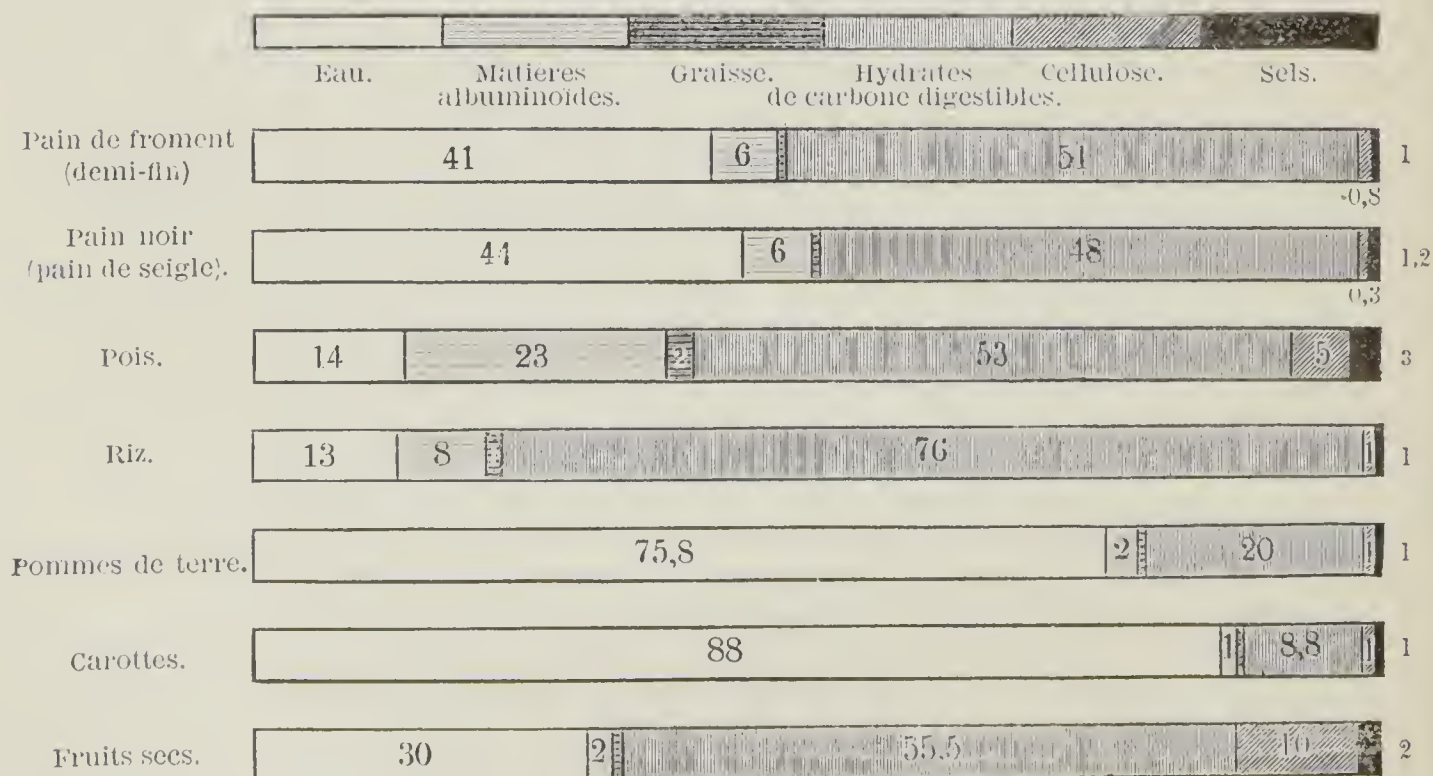 Eau. Matières Graisse. Hydrates Cellulose. Sels.
albuminoïdes. de carbone digestibles.
Pain de froment
(demi-fin)
41 6 51 1
0,8
Pain noir
(pain de seigle).
44 6 48 1,2
0,3
Pois. 14 23 2 53 5 3
Riz. 13 8 76 1 1
Pommes de terre. 75,8 2 20 1 1
Carottes. 88 1 8,8 1 1
Fruits secs. 30 2 55,5 10 2